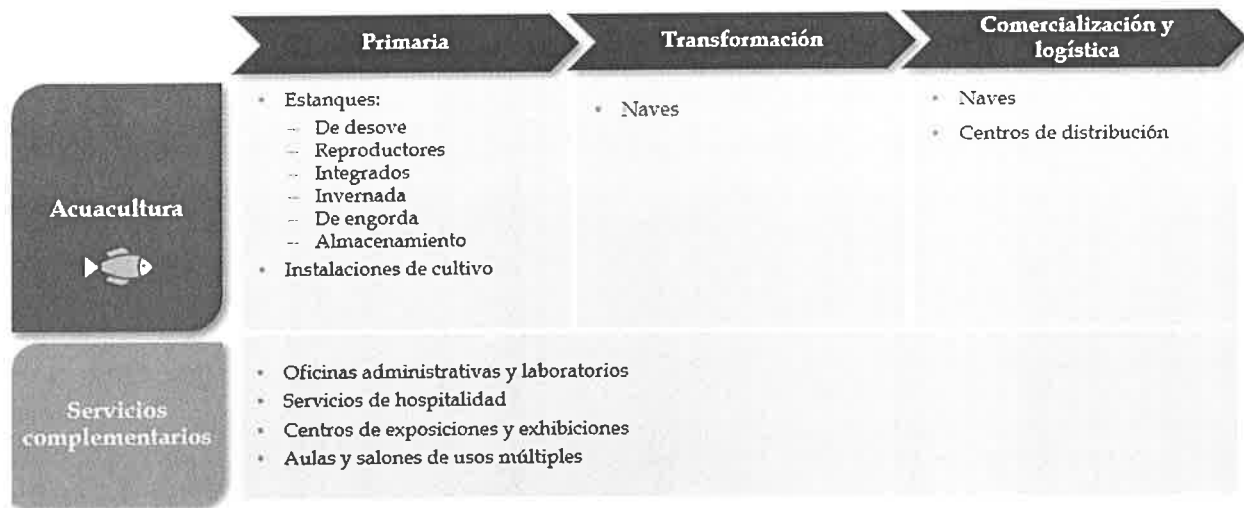 Primaria
Transformación
Comercialización y
logística
Acuacultura
• Estanques:
– De desove
– Reproductores
– Integrados
– Invernada
– De engorda
– Almacenamiento
• Instalaciones de cultivo
• Naves
• Naves
• Centros de distribución
Servicios
complementarios
• Oficinas administrativas y laboratorios
• Servicios de hospitalidad
• Centros de exposiciones y exhibiciones
• Aulas y salones de usos múltiples